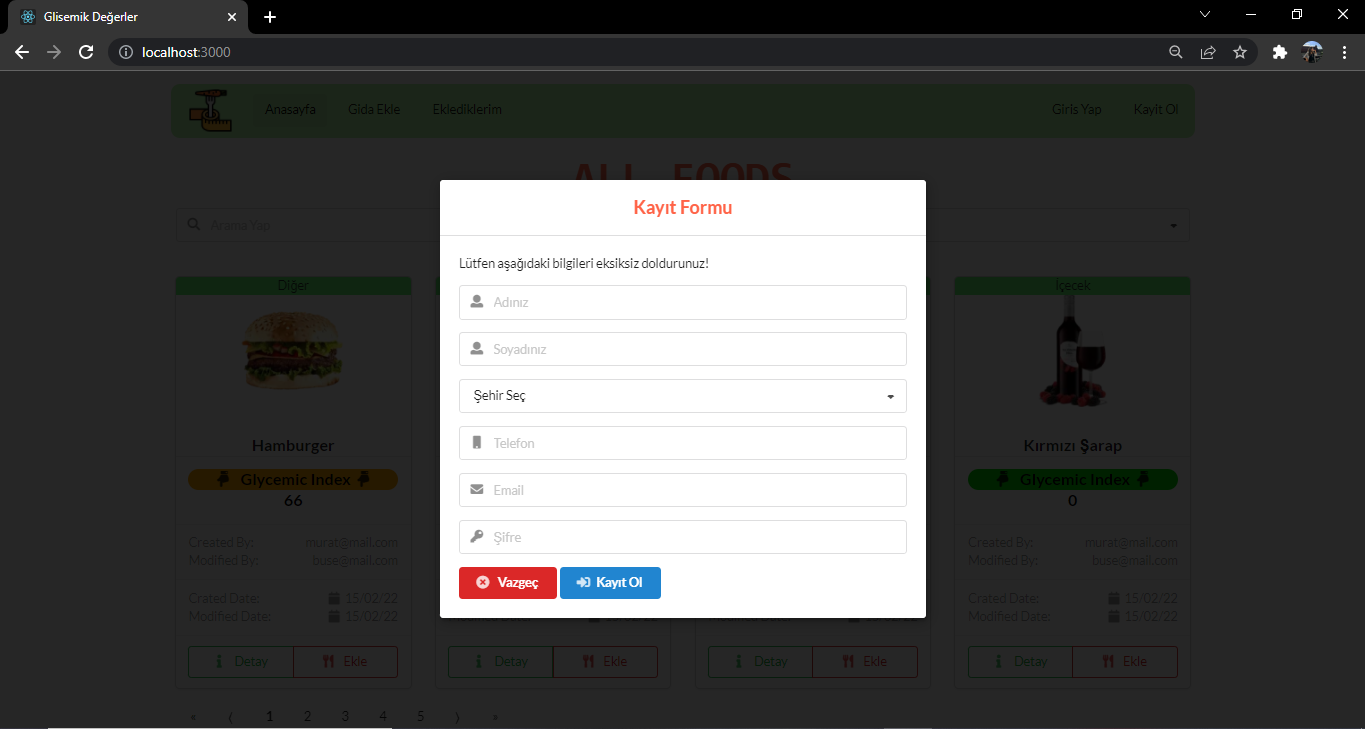 Glisemik Değerler
localhost:3000
Anasayfa Gida Ekle Eklediklerim Giris Yap Kayit Ol
ALL FOODS
Arama Yap
Kayıt Formu
Lütfen aşağıdaki bilgileri eksiksiz doldurunuz!
Adınız
Soyadınız
Şehir Seç
Telefon
Email
Şifre
Vazgeç Kayıt Ol
Diğer
Hamburger
Glycemic Index
66
Created By: murat@mail.com
Modified By: buse@mail.com
Crated Date: 15/02/22
Modified Date: 15/02/22
Detay Ekle
Detay Ekle
Detay Ekle
İçecek
Kırmızı Şarap
Glycemic Index
0
Created By: murat@mail.com
Modified By: buse@mail.com
Crated Date: 15/02/22
Modified Date: 15/02/22
Detay Ekle
« ⟨ 1 2 3 4 5 ⟩ »